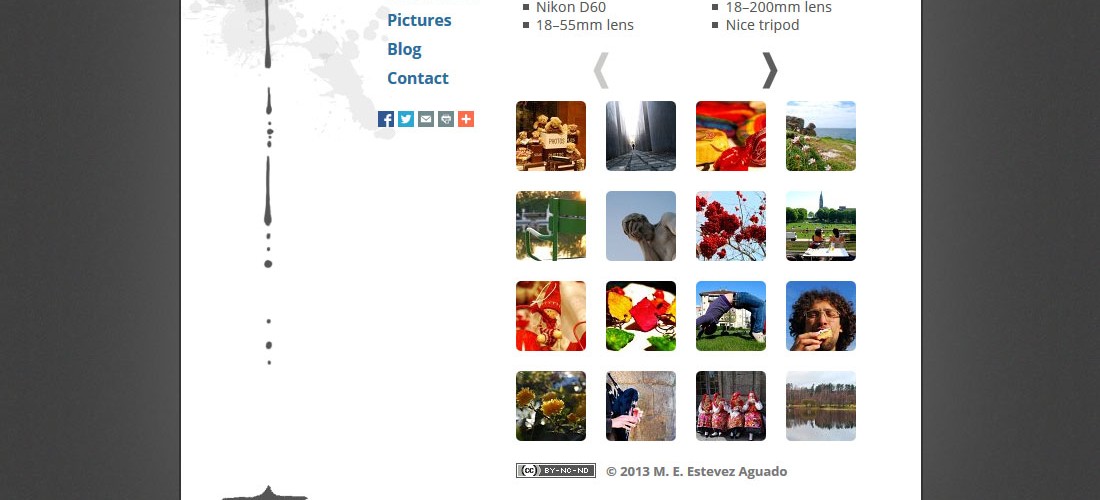 Pictures
Blog
Contact
Nikon D60
18–55mm lens
18–200mm lens
Nice tripod
PHOTOS
cc BY-NC-ND
© 2013 M. E. Estevez Aguado